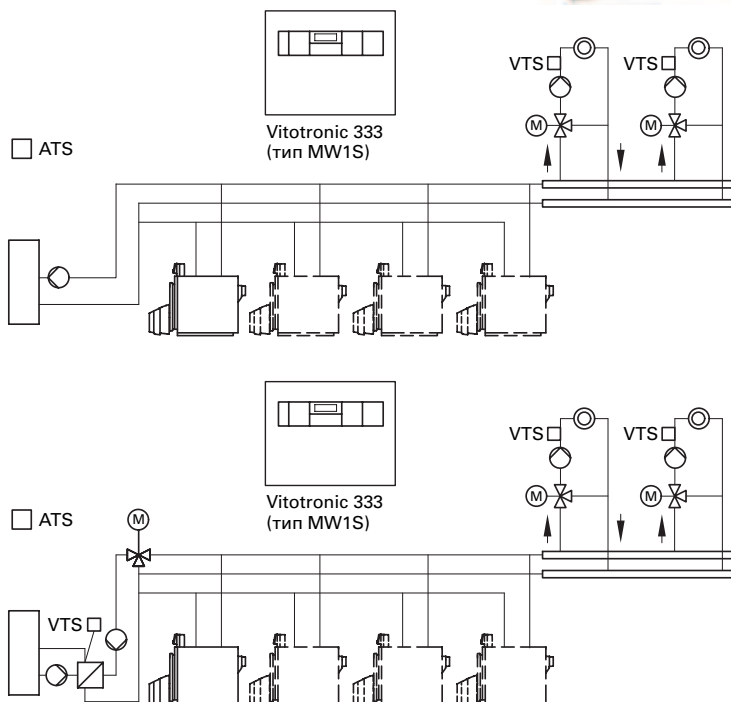 VTS
VTS
M
M
Vitotronic 333
(тип MW1S)
ATS
VTS
VTS
M
M
Vitotronic 333
(тип MW1S)
ATS
M
VTS